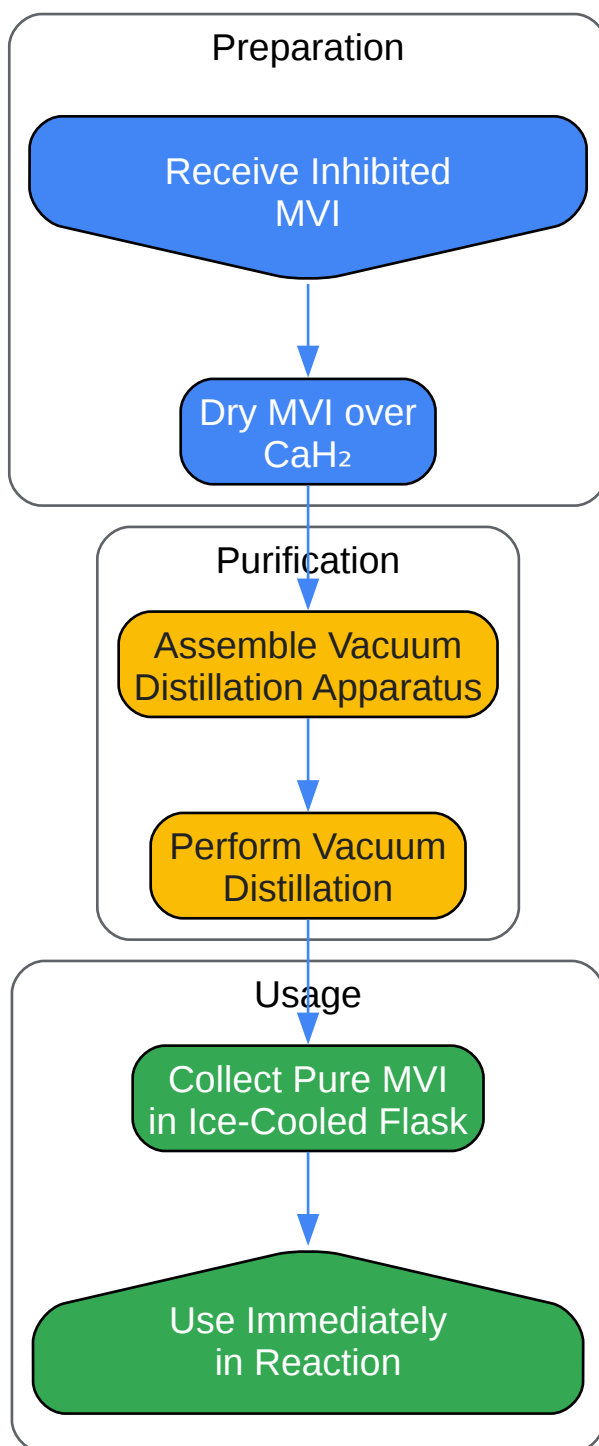 Preparation
Receive Inhibited
MVI
Dry MVI over
CaH₂
Purification
Assemble Vacuum
Distillation Apparatus
Perform Vacuum
Distillation
Usage
Collect Pure MVI
in Ice-Cooled Flask
Use Immediately
in Reaction